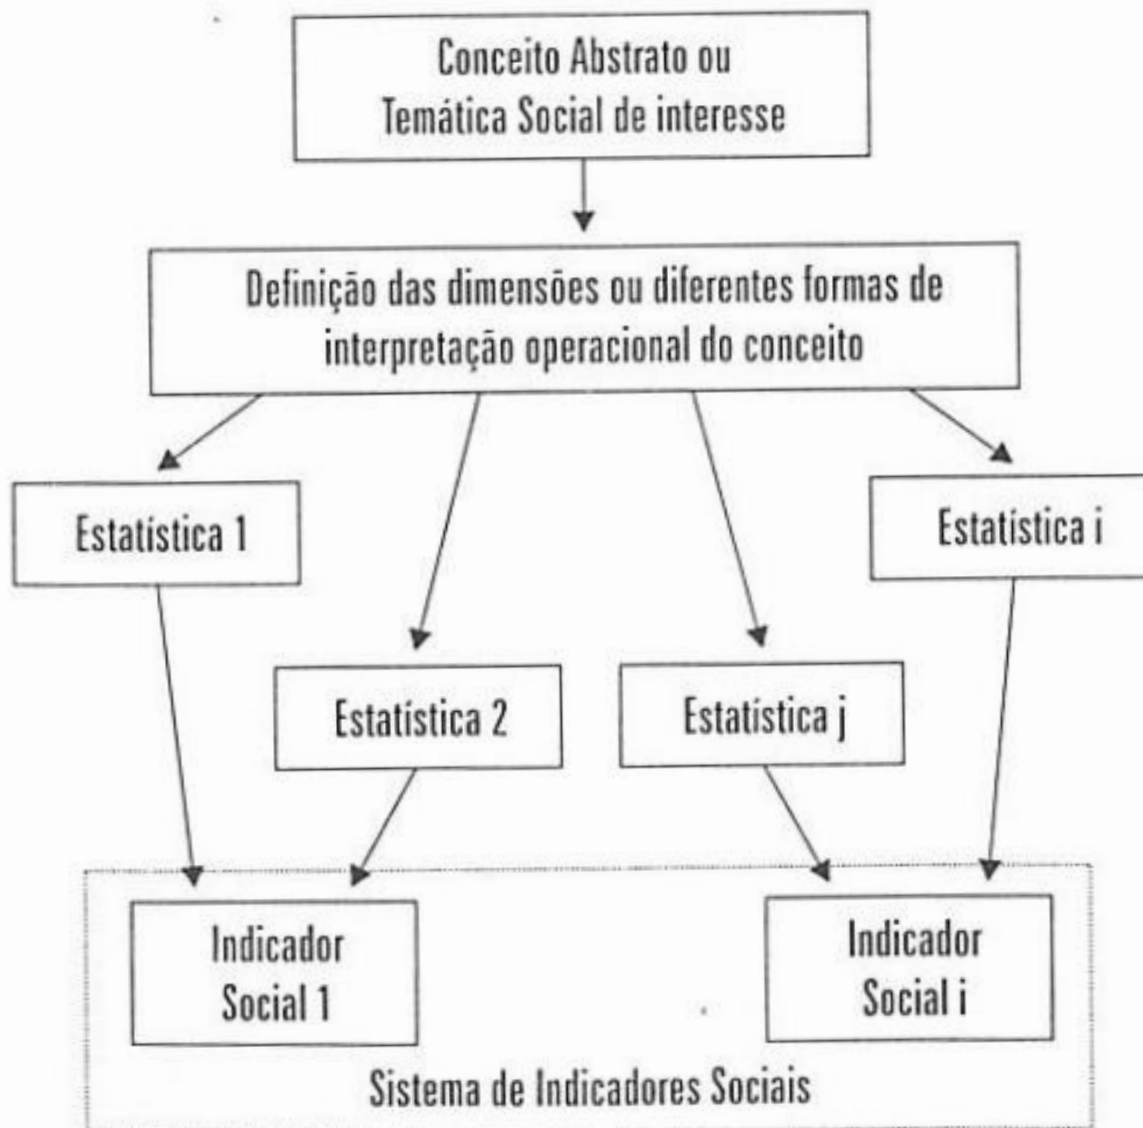 Conceito Abstrato ou
Temática Social de interesse
Definição das dimensões ou diferentes formas de
interpretação operacional do conceito
Estatística 1
Estatística i
Estatística 2
Estatística j
Indicador
Social 1
Indicador
Social i
Sistema de Indicadores Sociais